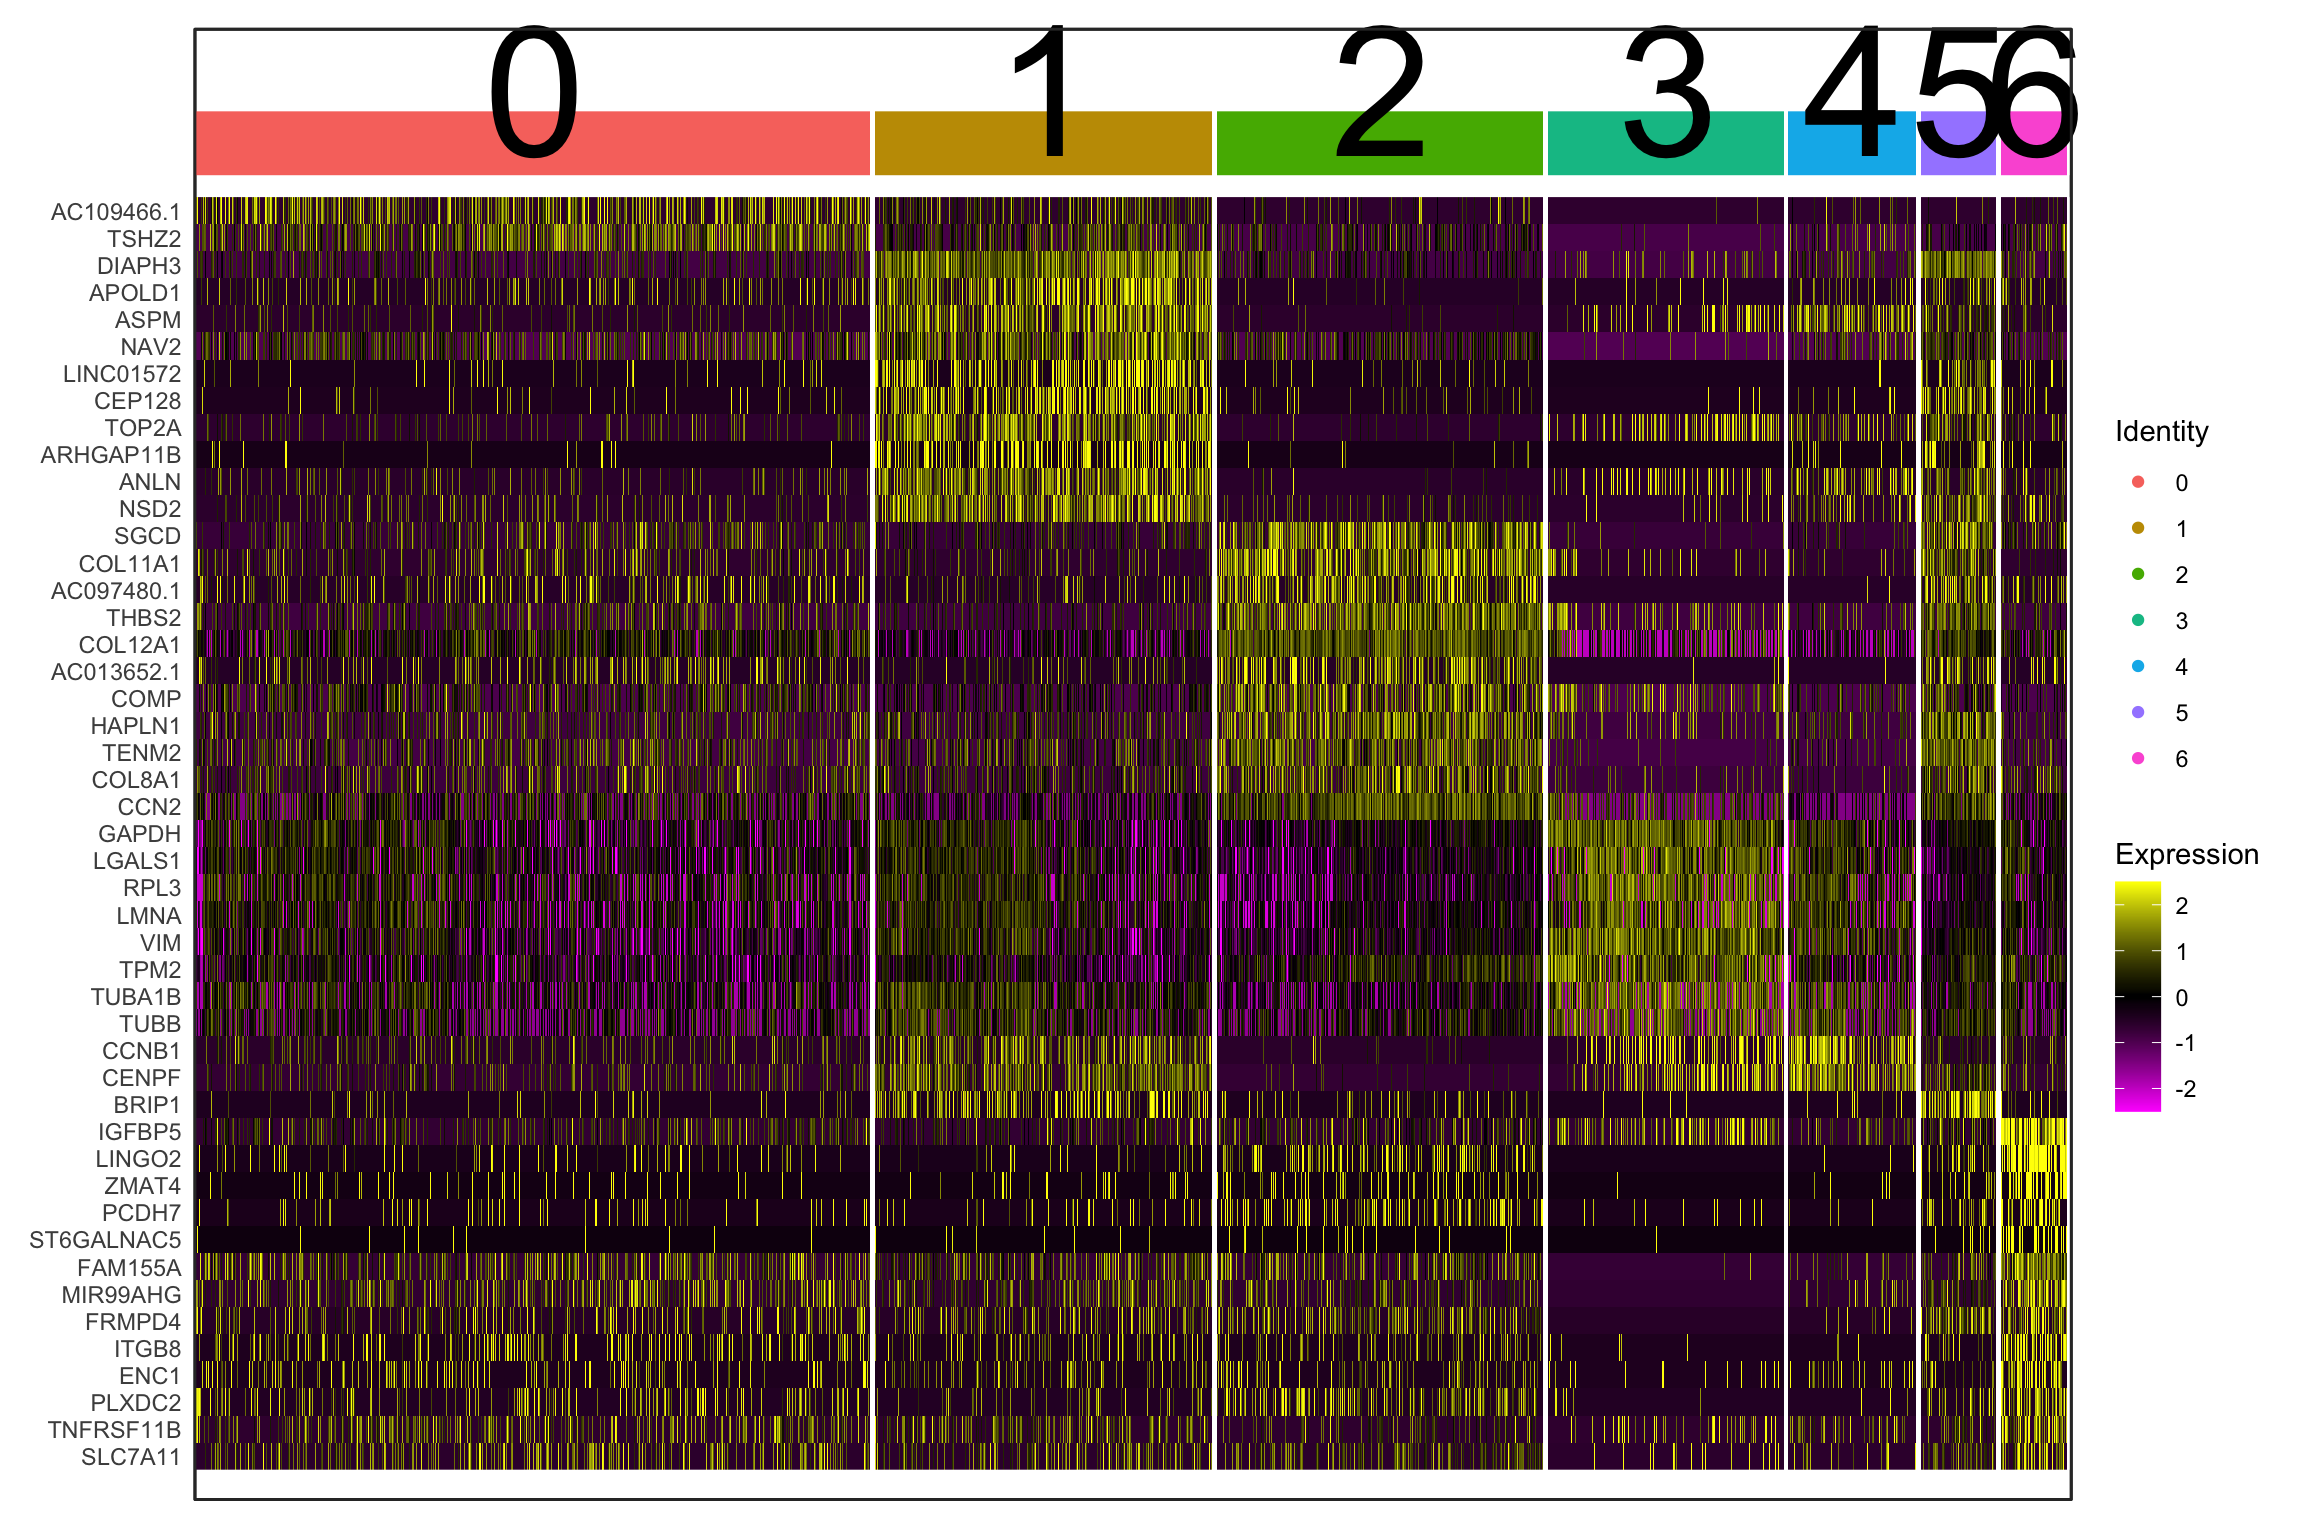 0 1 2 3 4 5 6
AC109466.1
TSHZ2
DIAPH3
APOLD1
ASPM
NAV2
LINC01572
CEP128
TOP2A
ARHGAP11B
ANLN
NSD2
SGCD
COL11A1
AC097480.1
THBS2
COL12A1
AC013652.1
COMP
HAPLN1
TENM2
COL8A1
CCN2
GAPDH
LGALS1
RPL3
LMNA
VIM
TPM2
TUBA1B
TUBB
CCNB1
CENPF
BRIP1
IGFBP5
LINGO2
ZMAT4
PCDH7
ST6GALNAC5
FAM155A
MIR99AHG
FRMPD4
ITGB8
ENC1
PLXDC2
TNFRSF11B
SLC7A11
Identity
0
1
2
3
4
5
6
Expression
2
1
0
-1
-2